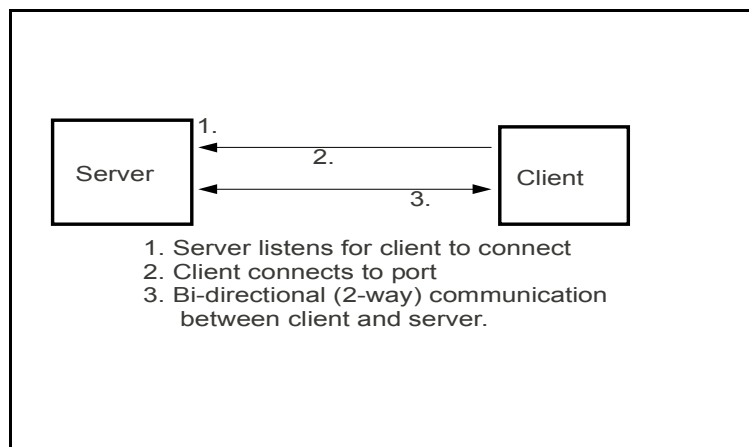 1.
2.
Server
Client
3.
1. Server listens for client to connect
2. Client connects to port
3. Bi-directional (2-way) communication
between client and server.